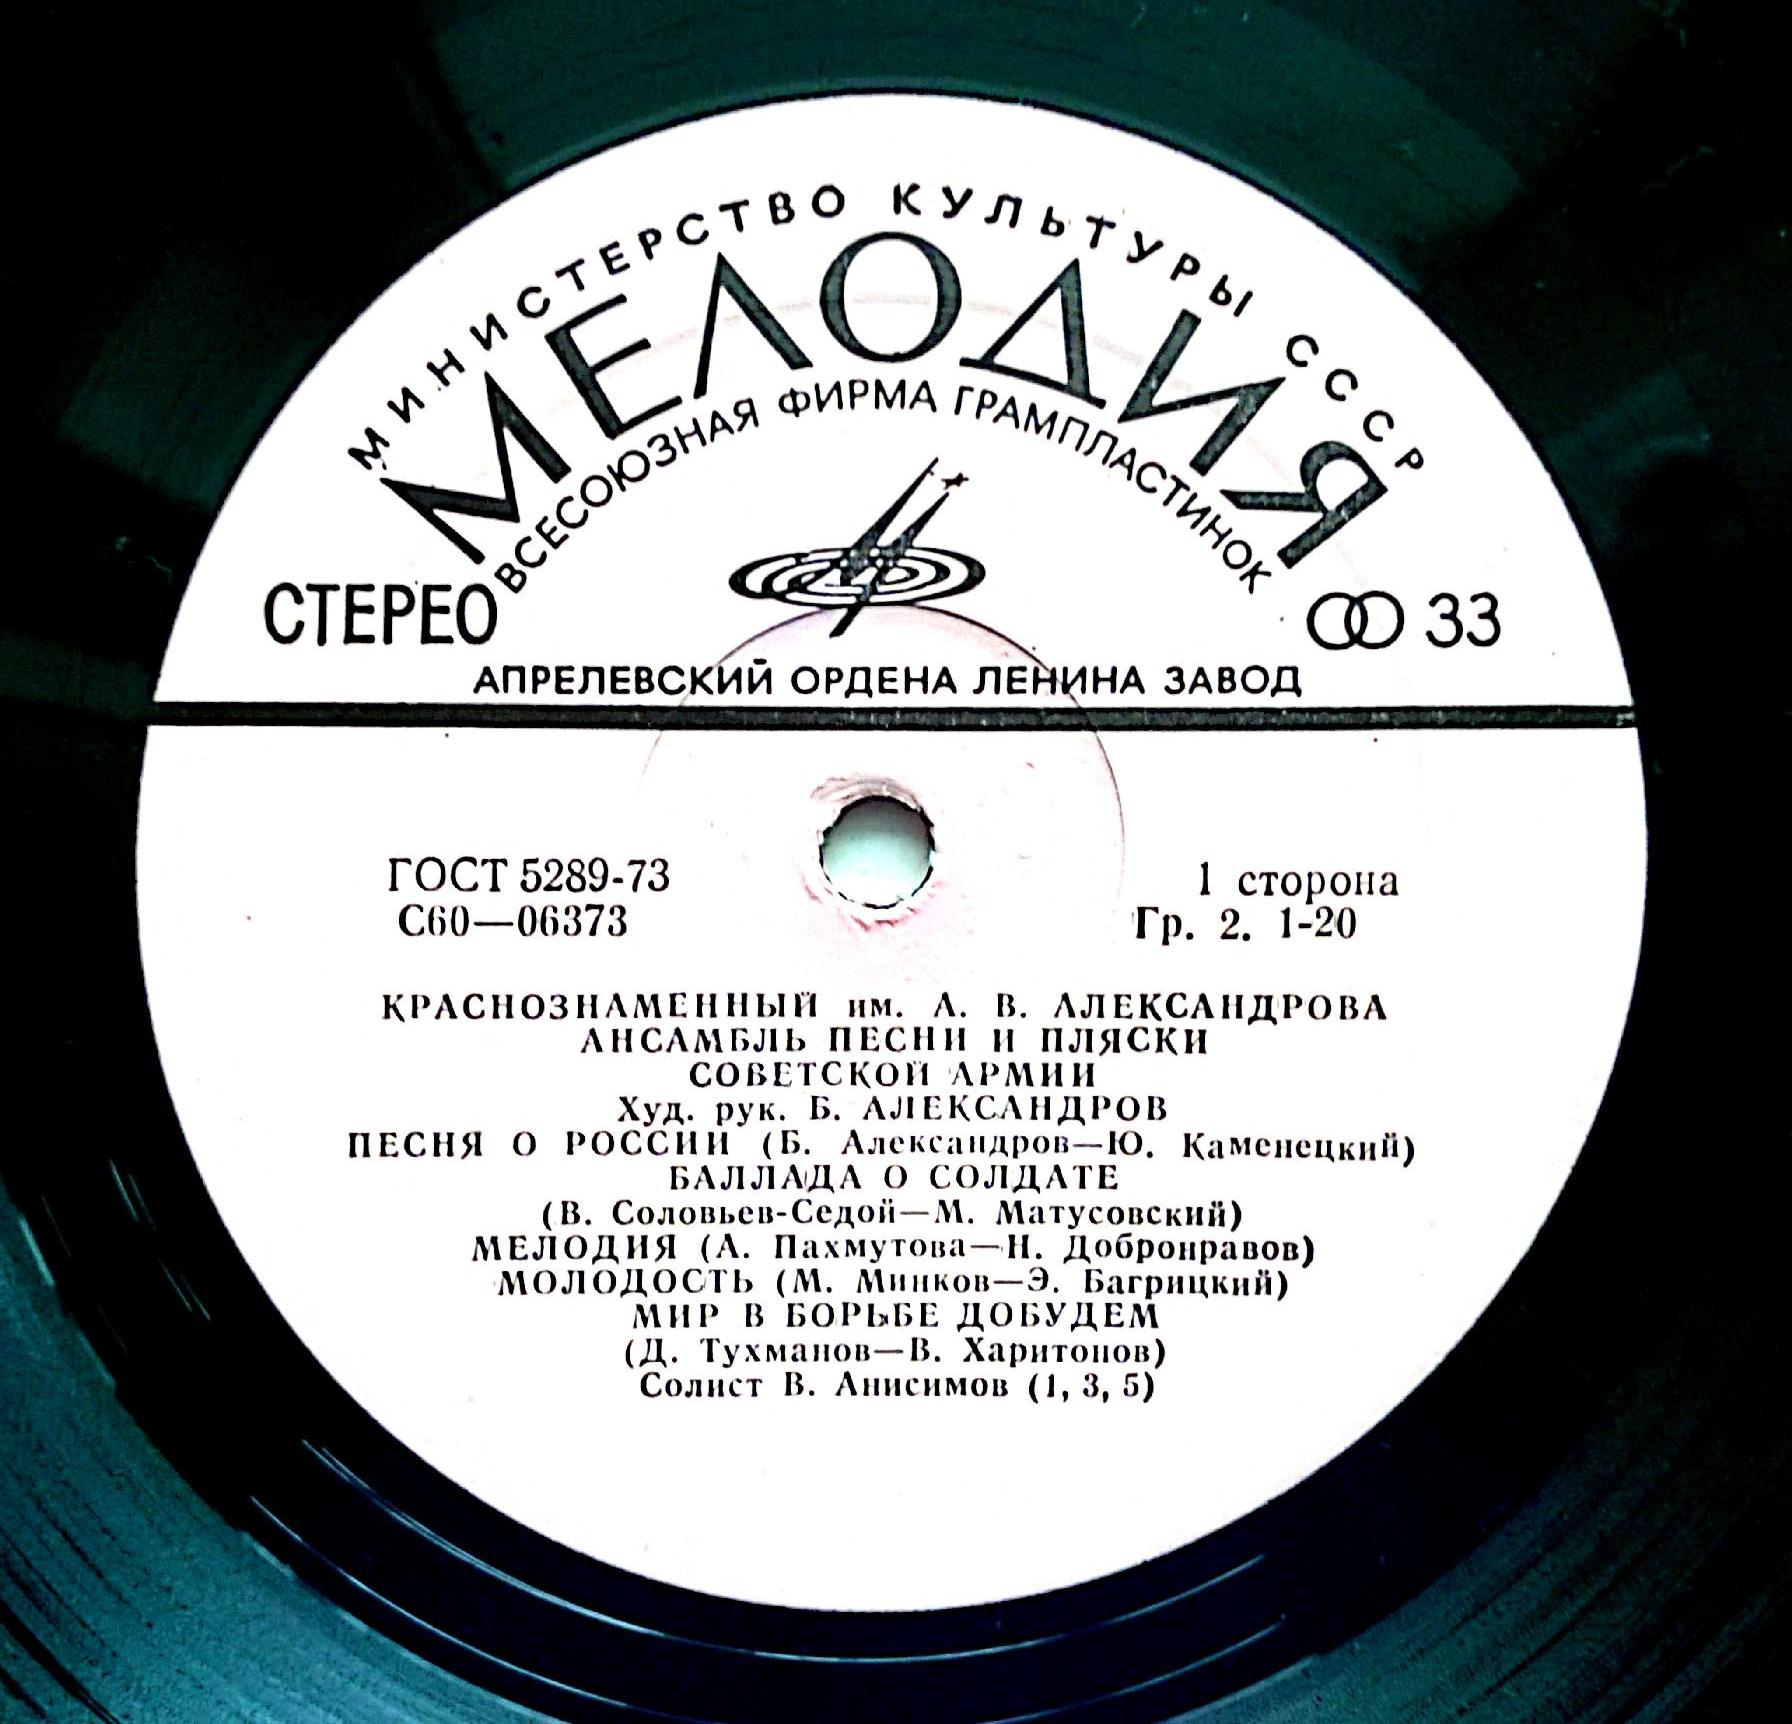 МИНИСТЕРСТВО КУЛЬТУРЫ СССР
МЕЛОДИЯ
ВСЕСОЮЗНАЯ ФИРМА ГРАМПЛАСТИНОК
СТЕРЕО
33
АПРЕЛЕВСКИЙ ОРДЕНА ЛЕНИНА ЗАВОД
ГОСТ 5289-73
С60—06373
1 сторона
Гр. 2. 1-20
КРАСНОЗНАМЕННЫЙ им. А. В. АЛЕКСАНДРОВА
АНСАМБЛЬ ПЕСНИ И ПЛЯСКИ
СОВЕТСКОЙ АРМИИ
Худ. рук. Б. АЛЕКСАНДРОВ
ПЕСНЯ О РОССИИ (Б. Александров—Ю. Каменецкий)
БАЛЛАДА О СОЛДАТЕ
(В. Соловьев-Седой—М. Матусовский)
МЕЛОДИЯ (А. Пахмутова—Н. Добронравов)
МОЛОДОСТЬ (М. Минков—Э. Багрицкий)
МИР В БОРЬБЕ ДОБУДЕМ
(Д. Тухманов—В. Харитонов)
Солист В. Анисимов (1, 3, 5)